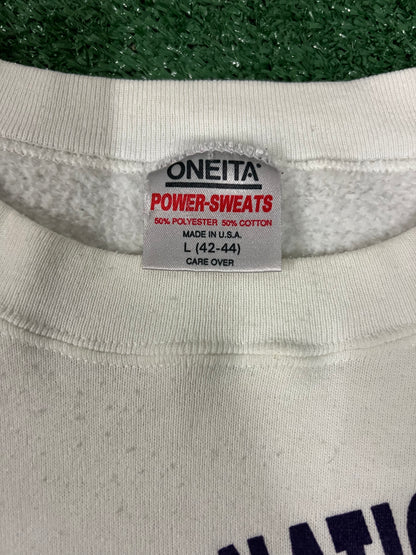 ONEITA
POWER-SWEATS
50% POLYESTER 50% COTTON
MADE IN U.S.A.
L (42-44)
CARE OVER